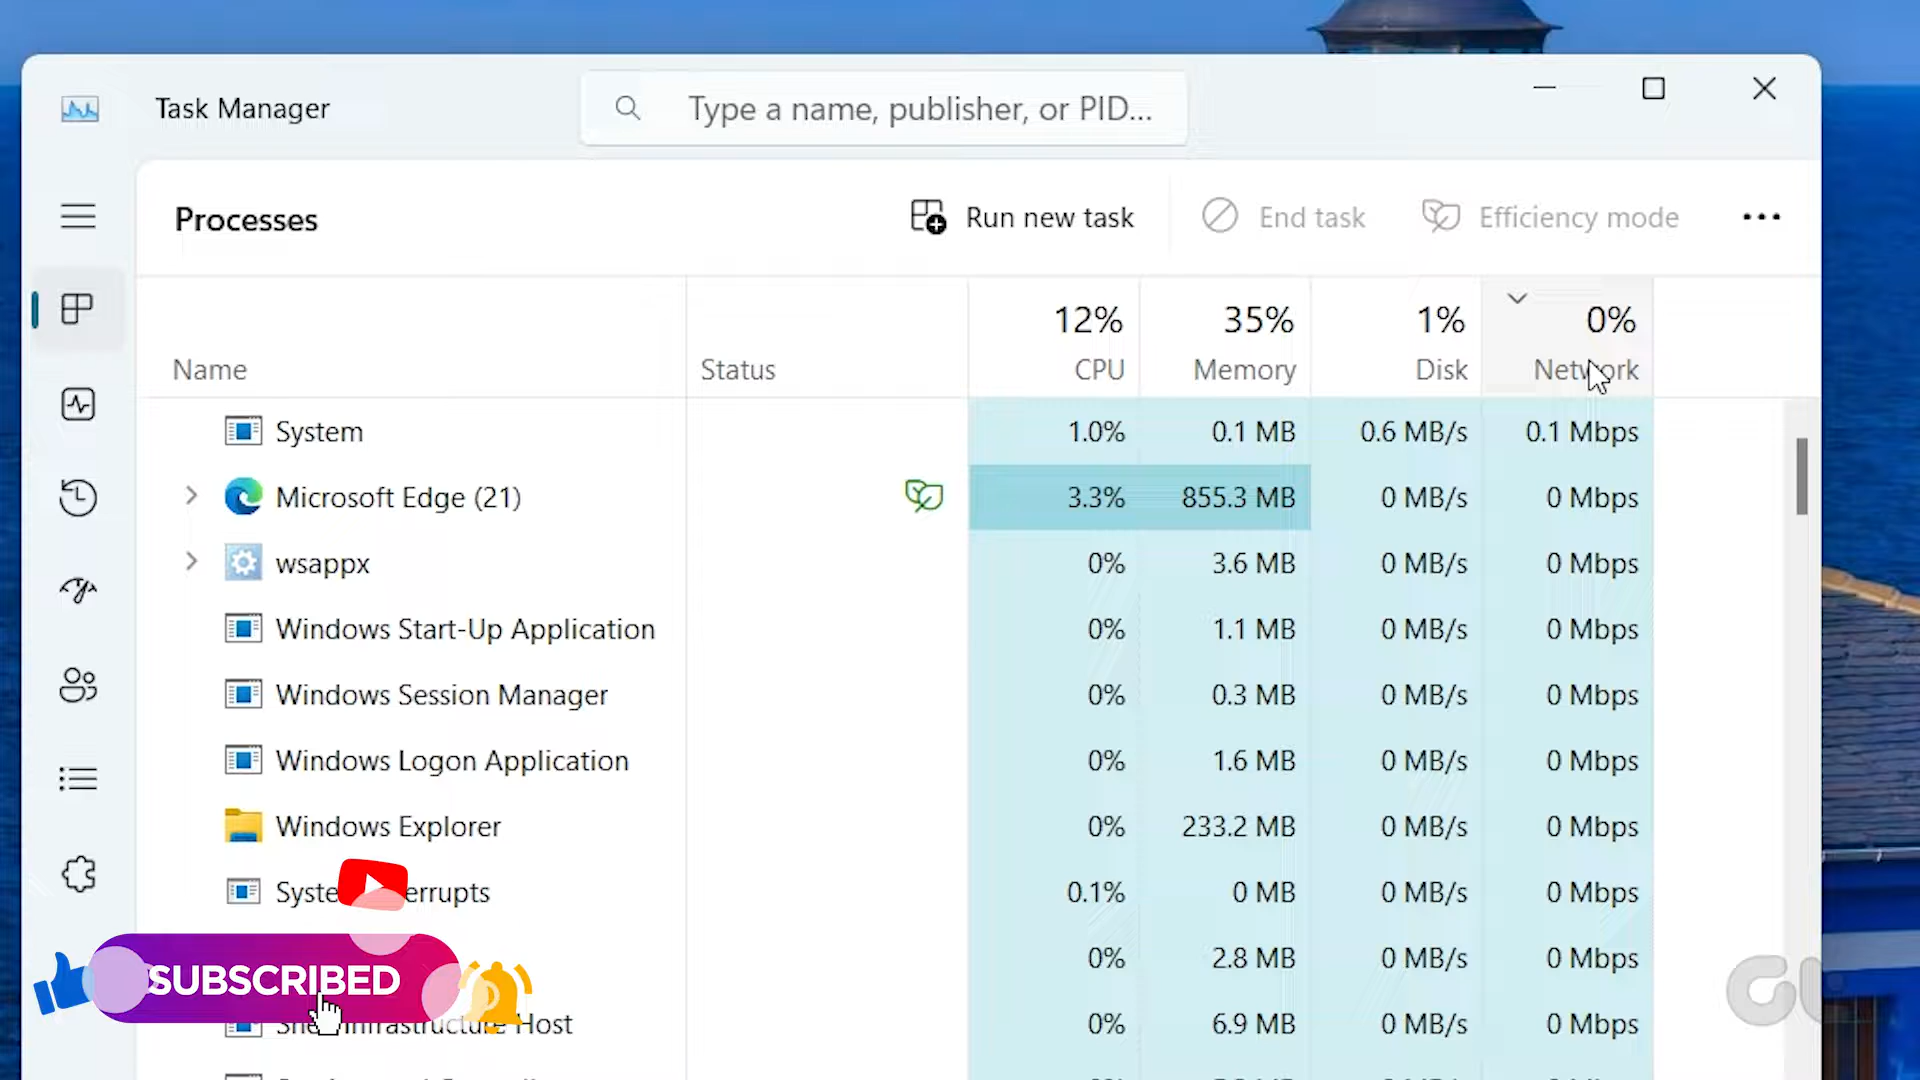 Task Manager
Type a name, publisher, or PID...
Processes
Run new task
End task
Efficiency mode
12% 35% 1% 0%
Name Status CPU Memory Disk Network
System 1.0% 0.1 MB 0.6 MB/s 0.1 Mbps
Microsoft Edge (21) 3.3% 855.3 MB 0 MB/s 0 Mbps
wsappx 0% 3.6 MB 0 MB/s 0 Mbps
Windows Start-Up Application 0% 1.1 MB 0 MB/s 0 Mbps
Windows Session Manager 0% 0.3 MB 0 MB/s 0 Mbps
Windows Logon Application 0% 1.6 MB 0 MB/s 0 Mbps
Windows Explorer 0% 233.2 MB 0 MB/s 0 Mbps
0.1% 0 MB 0 MB/s 0 Mbps
0% 2.8 MB 0 MB/s 0 Mbps
SUBSCRIBED
Host 0% 6.9 MB 0 MB/s 0 Mbps